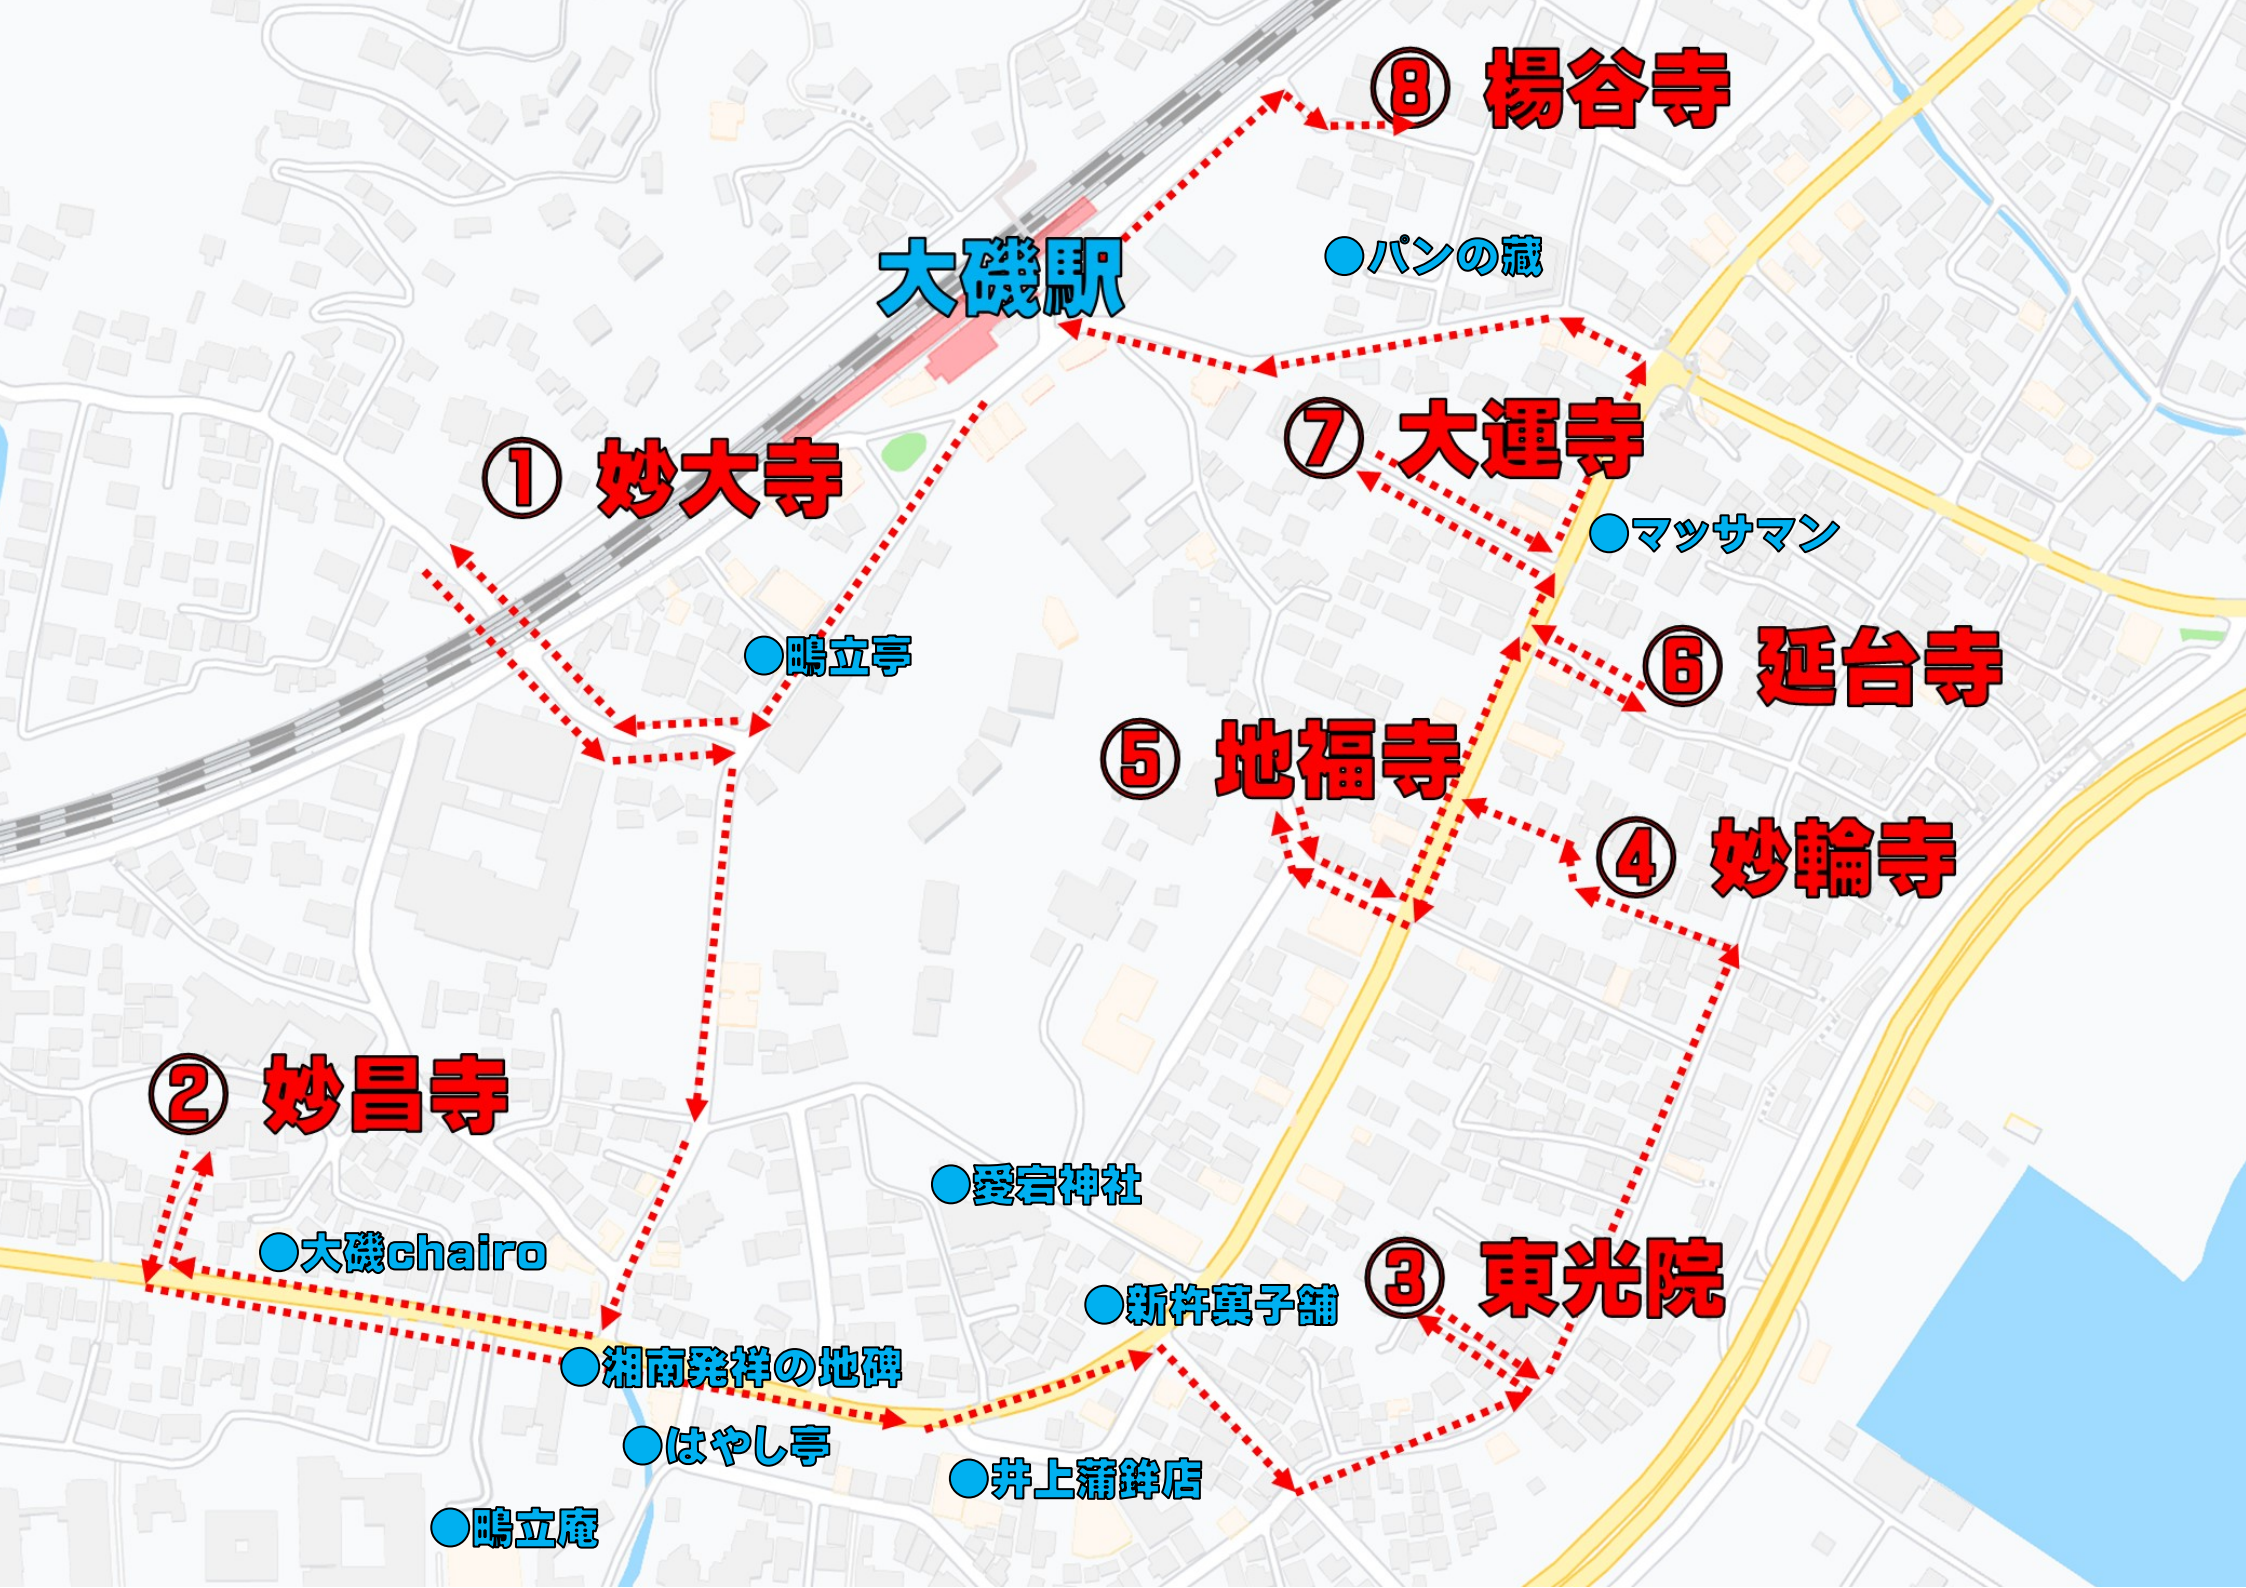 ⑧ 楊谷寺
●パンの蔵
大磯駅
⑦ 大運寺
① 妙大寺
●マッサマン
●鴫立亭
⑥ 延台寺
⑤ 地福寺
④ 妙輪寺
② 妙昌寺
●愛宕神社
●大磯chairo
③ 東光院
●新杵菓子舗
●湘南発祥の地碑
●はやし亭
●井上蒲鉾店
●鴫立庵